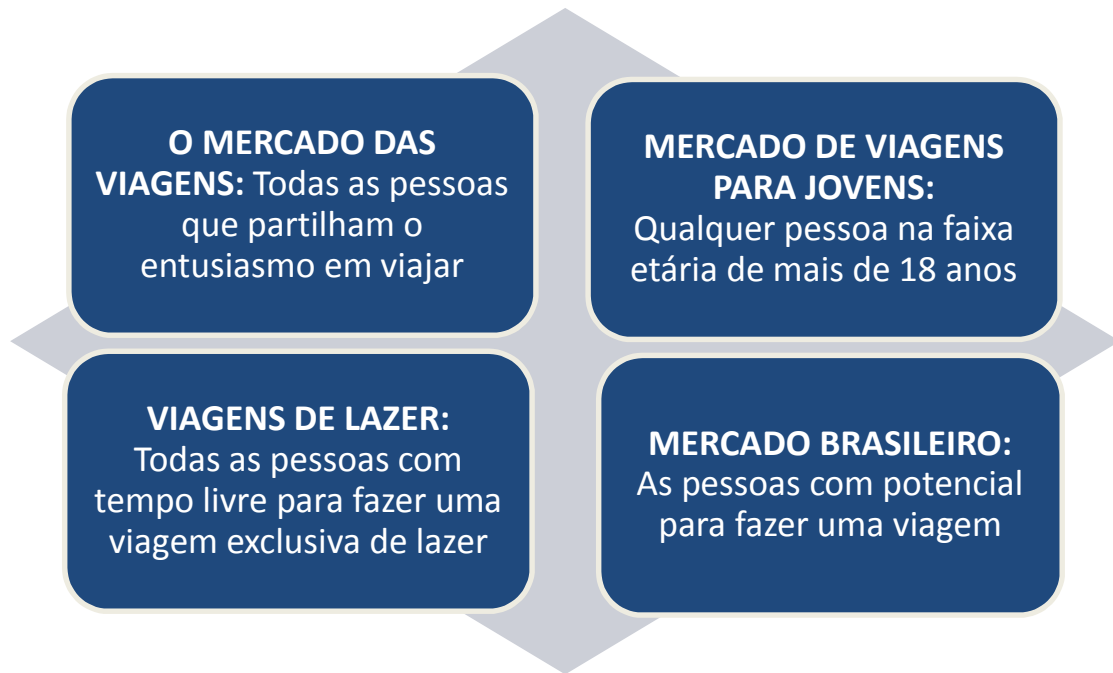 O MERCADO DAS
VIAGENS: Todas as pessoas
que partilham o
entusiasmo em viajar
MERCADO DE VIAGENS
PARA JOVENS:
Qualquer pessoa na faixa
etária de mais de 18 anos
VIAGENS DE LAZER:
Todas as pessoas com
tempo livre para fazer uma
viagem exclusiva de lazer
MERCADO BRASILEIRO:
As pessoas com potencial
para fazer uma viagem